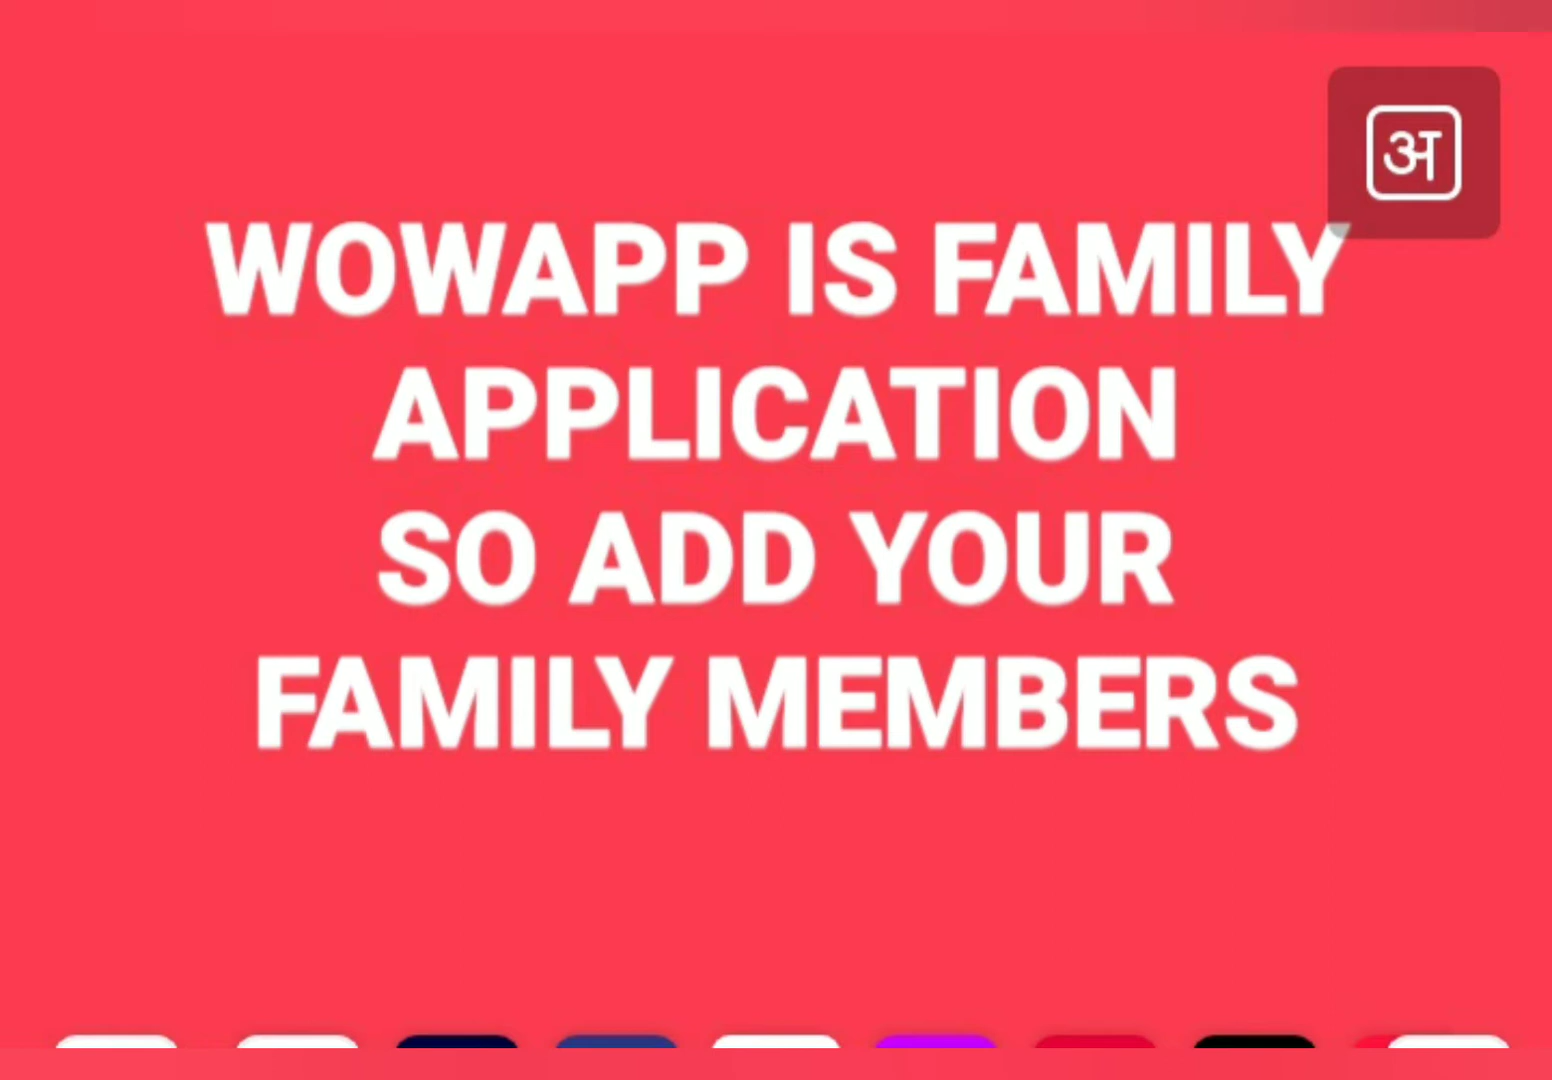 अ
WOWAPP IS FAMILY
APPLICATION
SO ADD YOUR
FAMILY MEMBERS